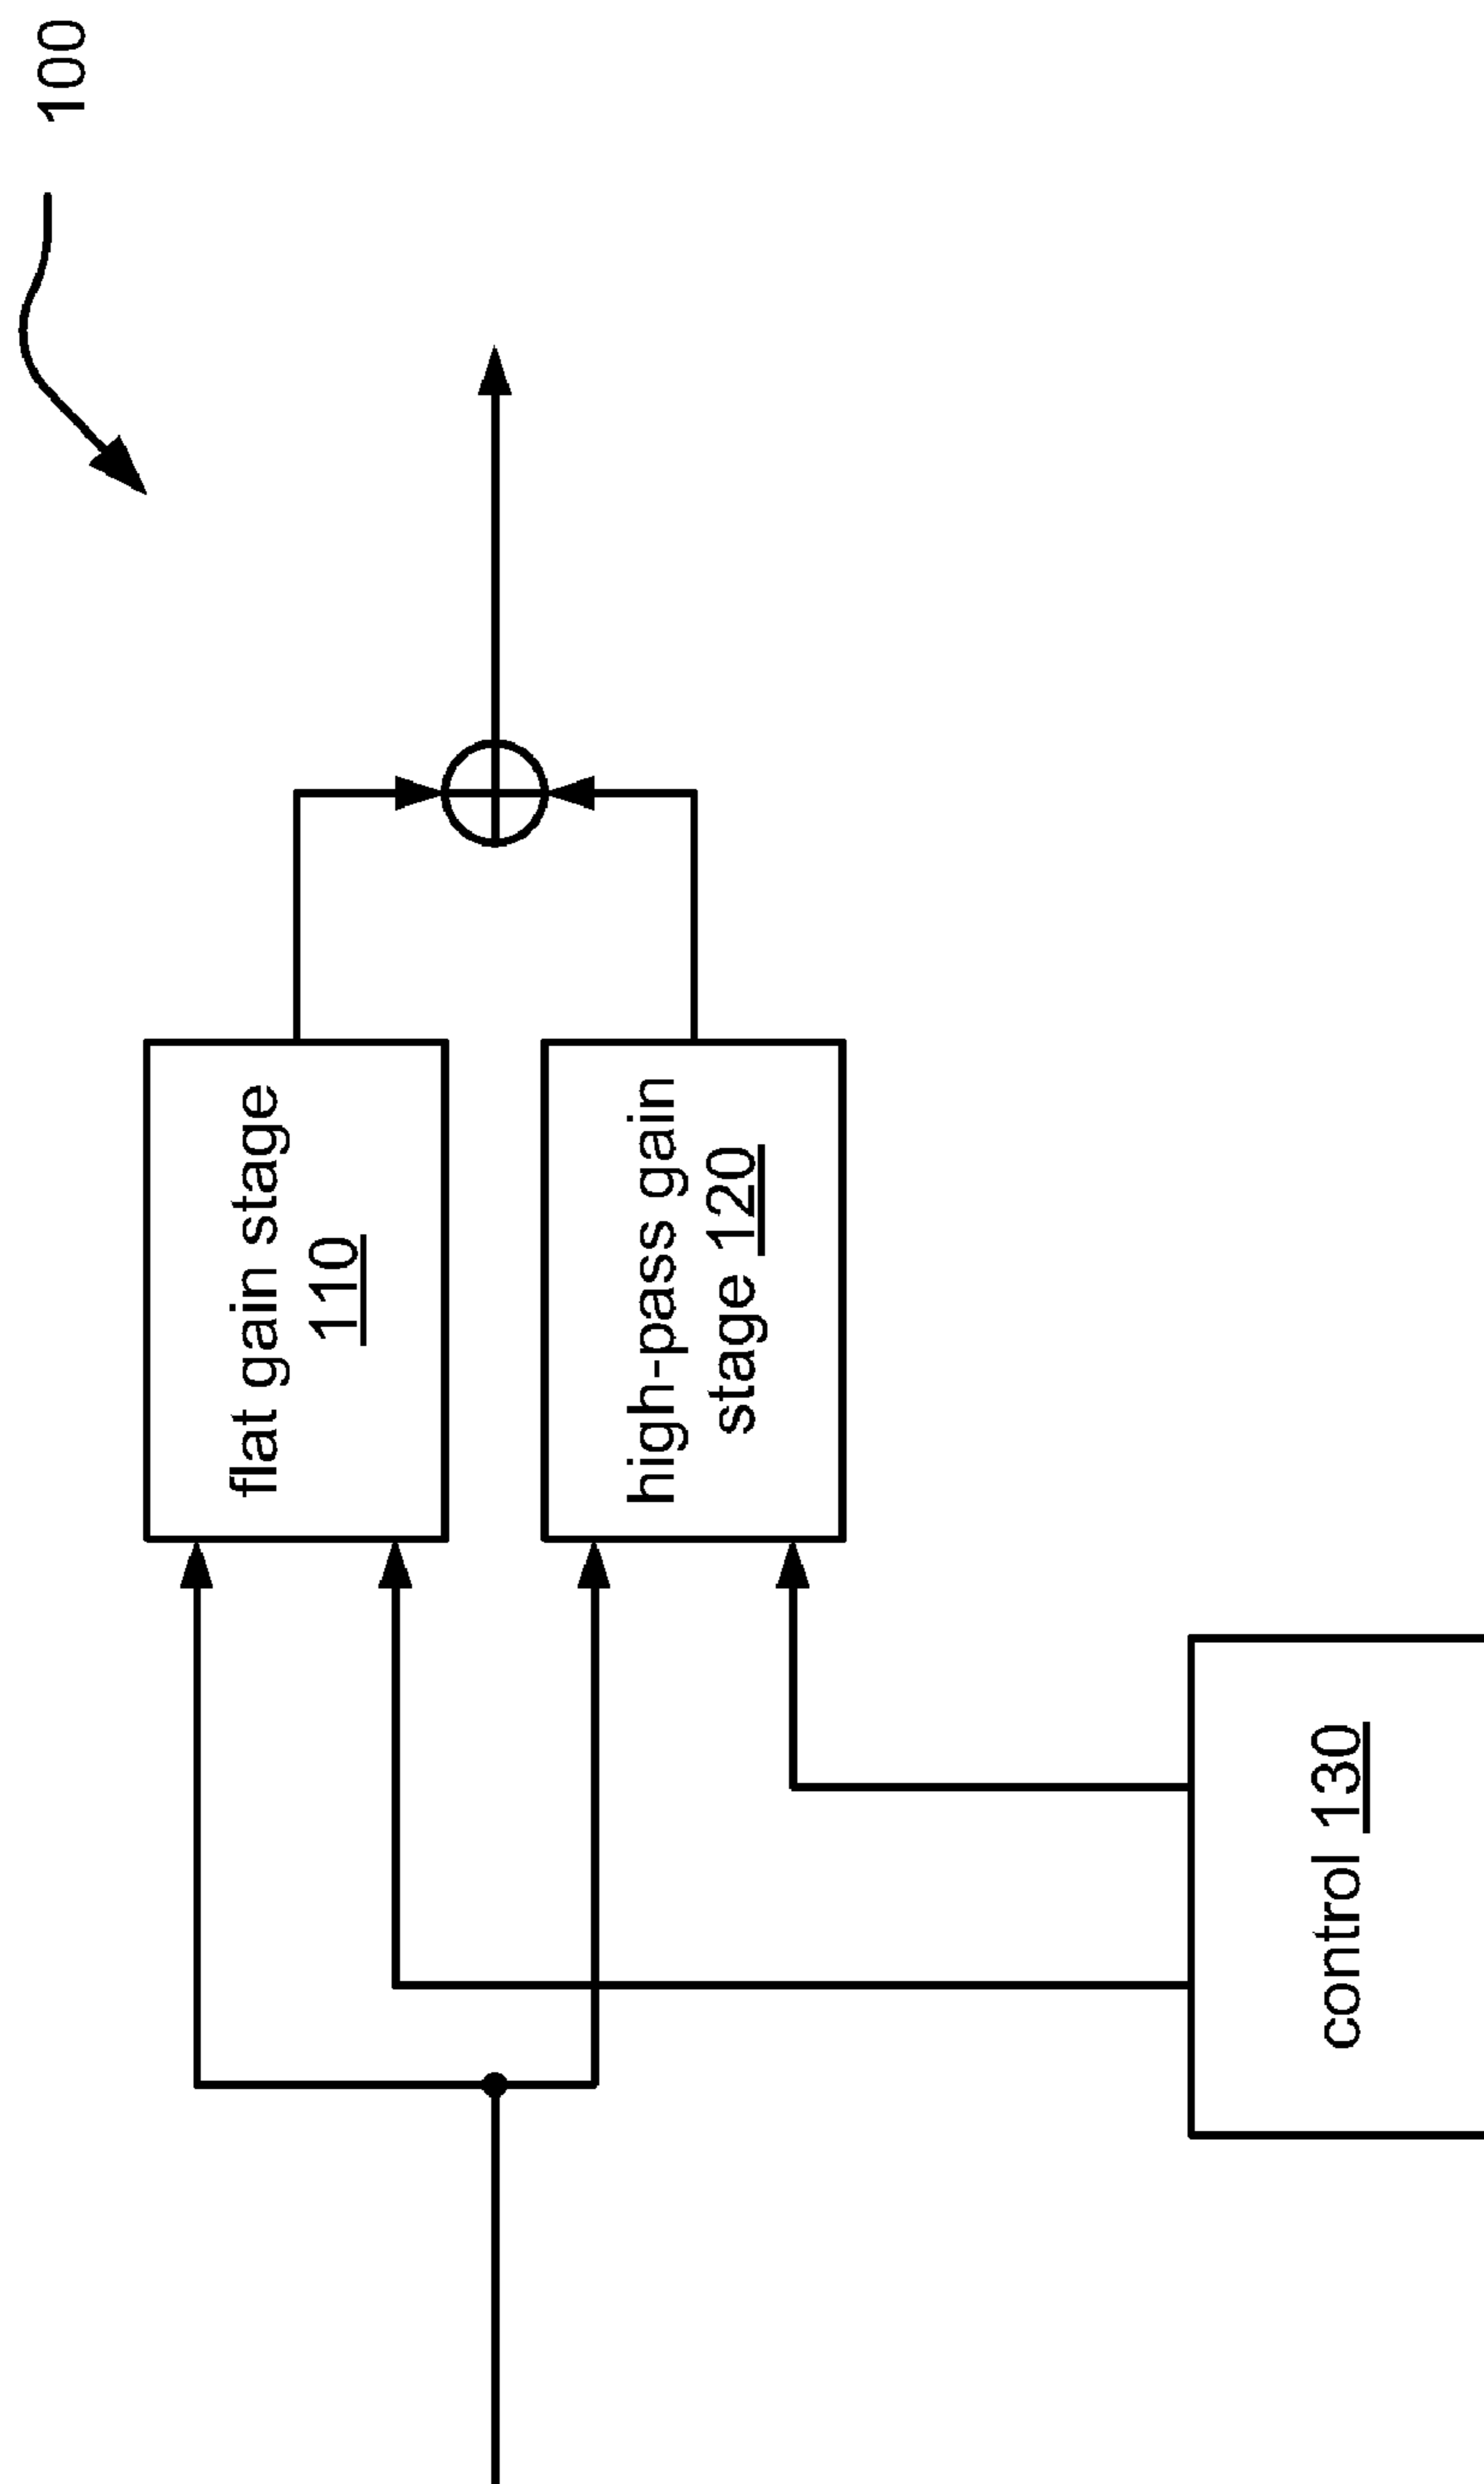 100
flat gain stage
110
high-pass gain
stage 120
control 130